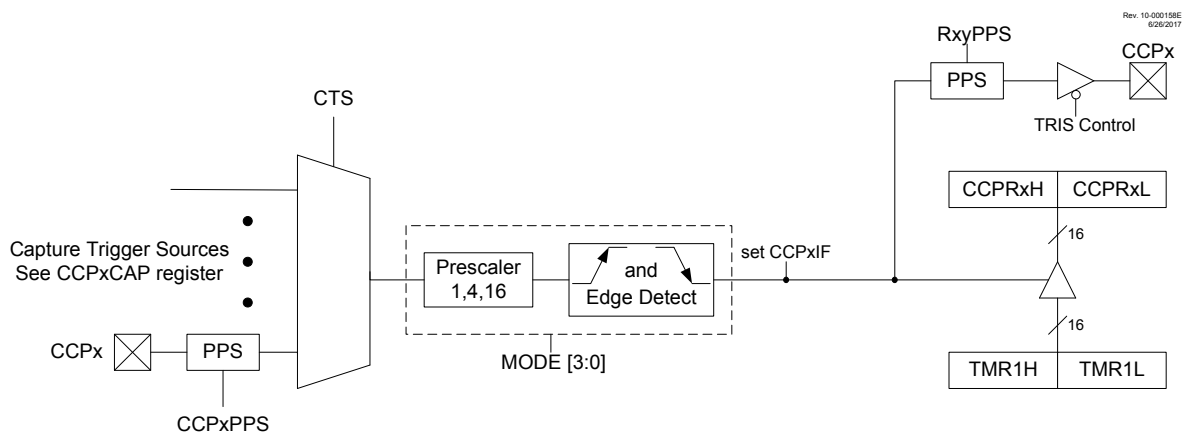 Rev. 10-000158E
6/26/2017
RxyPPS
CCPx
PPS
TRIS Control
CTS
CCPRxH
CCPRxL
16
Capture Trigger Sources
See CCPxCAP register
set CCPxIF
Prescaler
1,4,16
and
Edge Detect
16
CCPx
PPS
MODE [3:0]
TMR1H
TMR1L
CCPxPPS